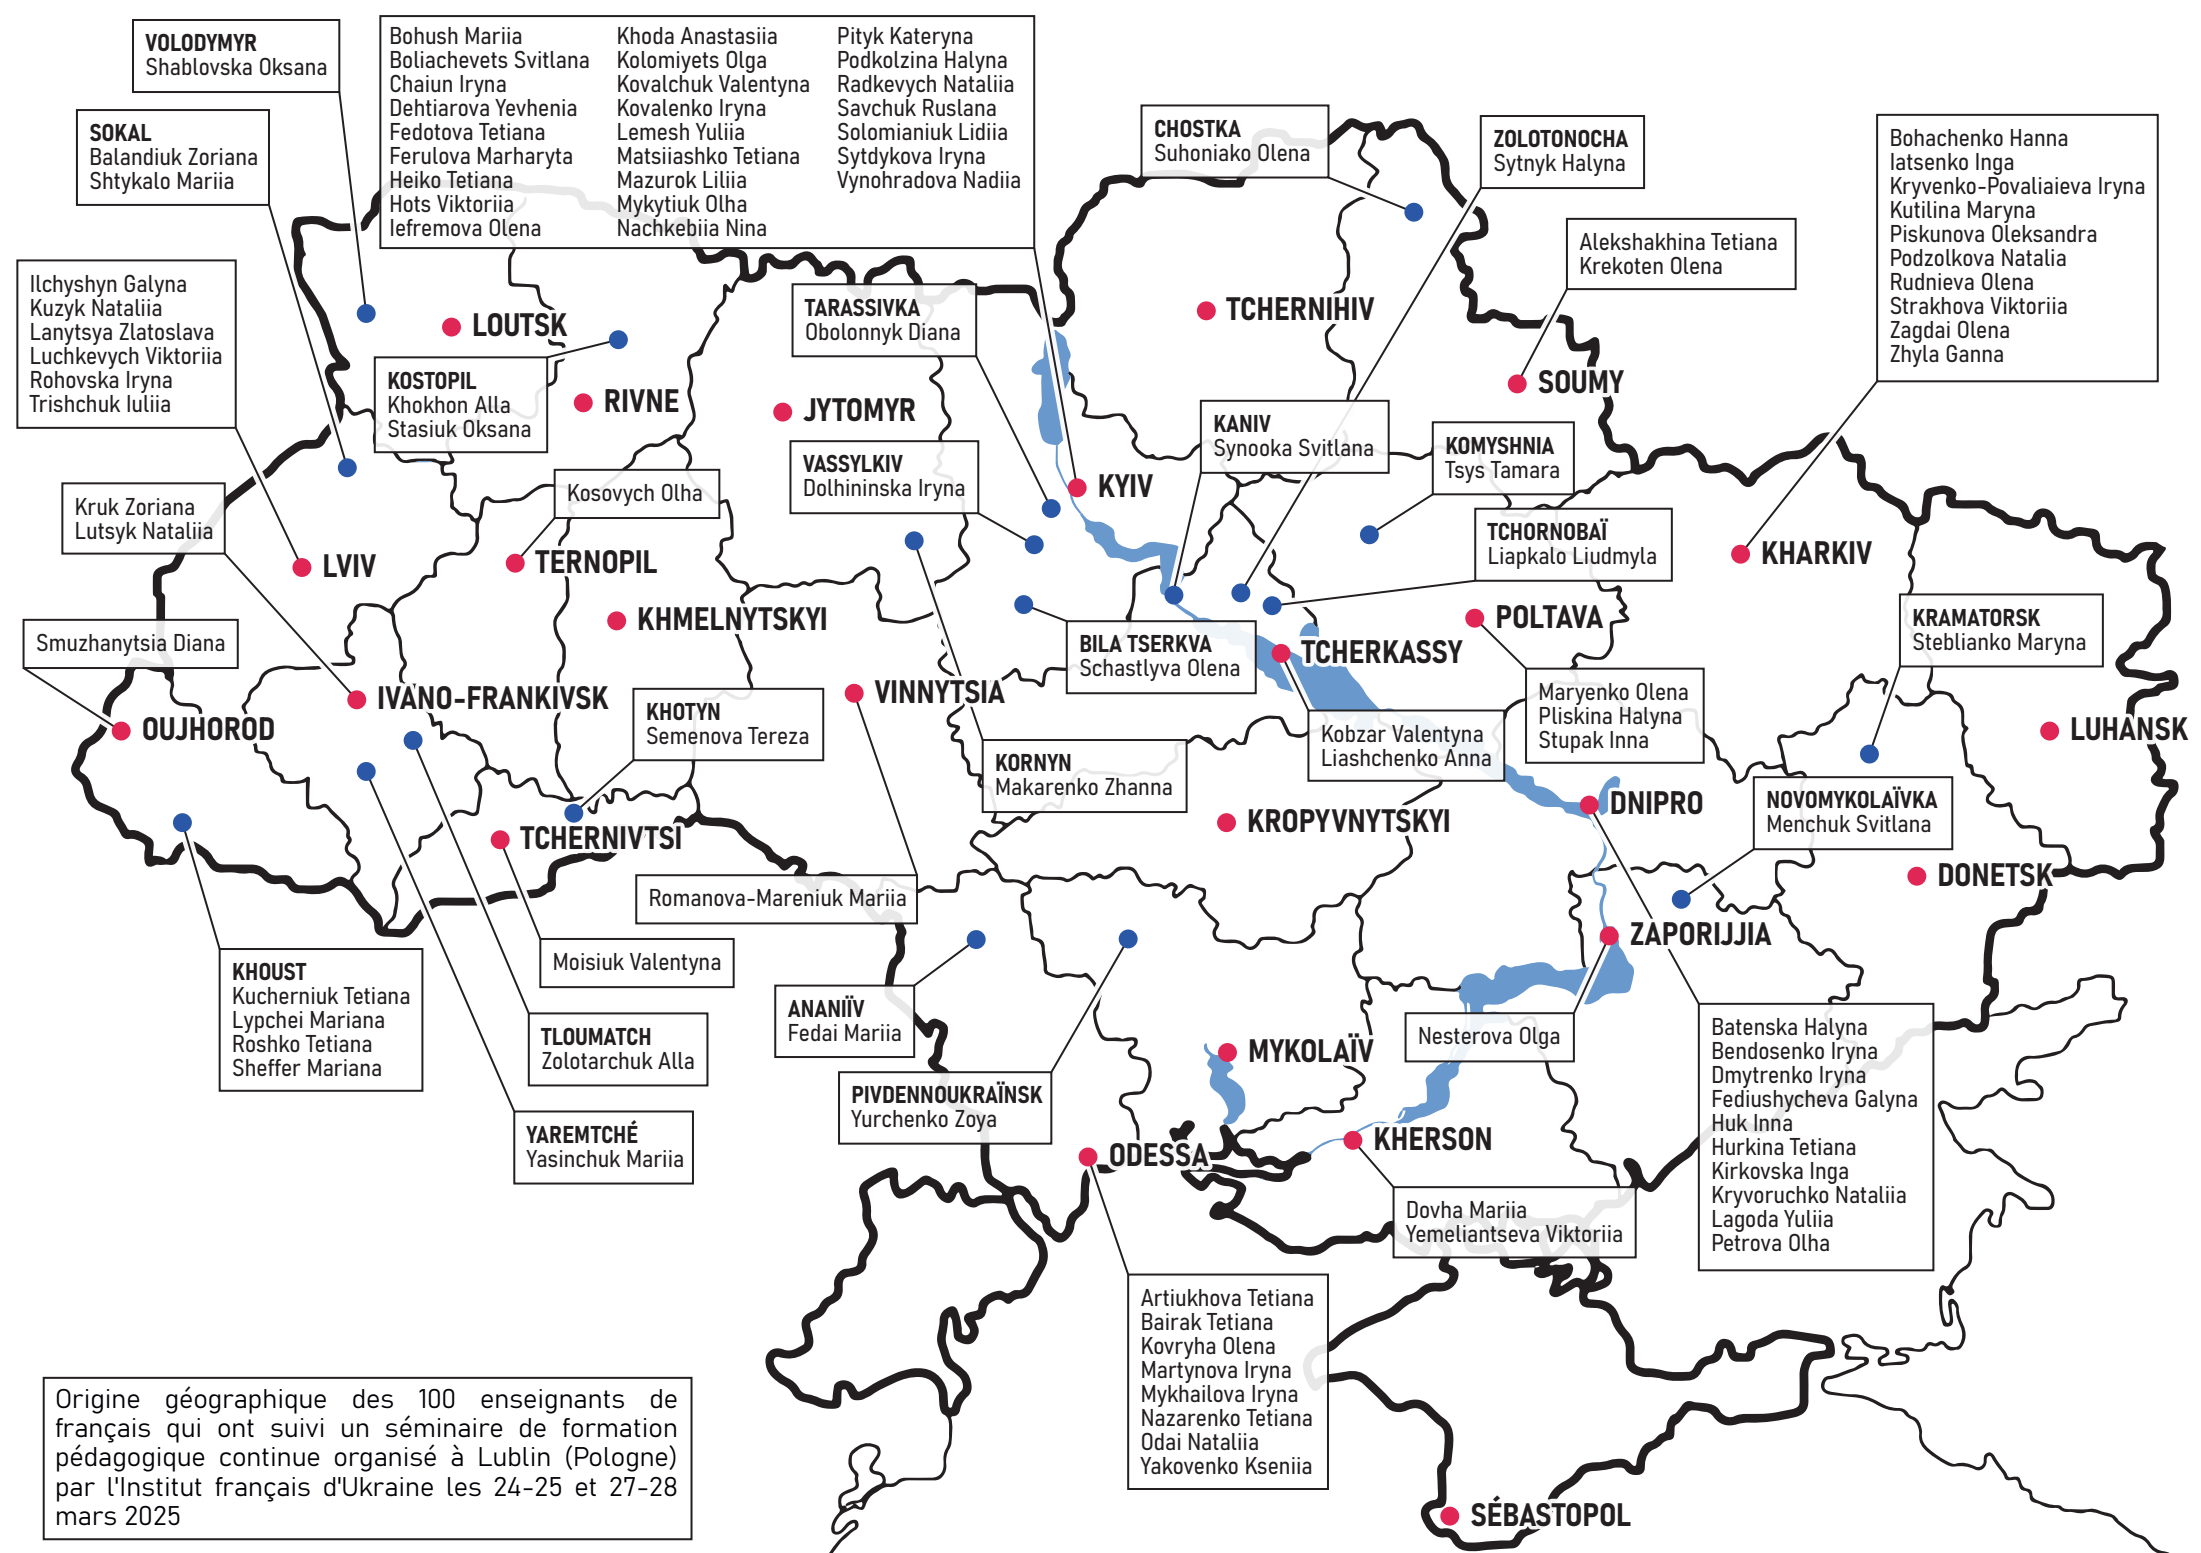 VOLODYMYR
Shablovska Oksana
SOKAL
Balandiuk Zoriana
Shtykalo Mariia
Ilchyshyn Galyna
Kuzyk Nataliia
Lanytsya Zlatoslava
Luchkevych Viktoriia
Rohovska Iryna
Trishchuk Iuliia
Kruk Zoriana
Lutsyk Nataliia
Smuzhanytsia Diana
Bohush Mariia
Boliachevets Svitlana
Chaiun Iryna
Dehtiarova Yevhenia
Fedotova Tetiana
Ferulova Marharyta
Heiko Tetiana
Hots Viktoriia
Iefremova Olena
Khoda Anastasiia
Kolomiyets Olga
Kovalchuk Valentyna
Kovalenko Iryna
Lemesh Yuliia
Matsiiashko Tetiana
Mazurok Liliia
Mykytiuk Olha
Nachkebiia Nina
Pityk Kateryna
Podkolzina Halyna
Radkevych Nataliia
Savchuk Ruslana
Solomianiuk Lidiia
Sytdykova Iryna
Vynohradova Nadiia
CHOSTKA
Suhoniako Olena
ZOLOTONOCHA
Sytnyk Halyna
Alekshakhina Tetiana
Krekoten Olena
Bohachenko Hanna
Iatsenko Inga
Kryvenko-Povaliaieva Iryna
Kutilina Maryna
Piskunova Oleksandra
Podzolkova Natalia
Rudnieva Olena
Strakhova Viktoriia
Zagdai Olena
Zhyla Ganna
LOUTSK
KOSTOPIL
Khokhon Alla
Stasiuk Oksana
RIVNE
JYTOMYR
TARASSIVKA
Obolonnyk Diana
TCHERNIHIV
SOUMY
VASSYLKIV
Dolhininska Iryna
KYIV
KANIV
Synooka Svitlana
KOMYSHNIA
Tsys Tamara
TCHORNOBAÏ
Liapkalo Liudmyla
KHARKIV
Kosovych Olha
LVIV
TERNOPIL
KHMELNYTSKYI
BILA TSERKVA
Schastlyva Olena
TCHERKASSY
POLTAVA
KRAMATORSK
Steblianko Maryna
OUJHOROD
IVANO-FRANKIVSK
KHOTYN
Semenova Tereza
VINNYTSIA
KORNYN
Makarenko Zhanna
Kobzar Valentyna
Liashchenko Anna
Maryenko Olena
Pliskina Halyna
Stupak Inna
LUHANSK
TCHERNIVTSI
KROPYVNYTSKYI
DNIPRO
NOVOMYKOLAÏVKA
Menchuk Svitlana
DONETSK
Romanova-Mareniuk Mariia
ZAPORIJJIA
KHOUST
Kucherniuk Tetiana
Lypchei Mariana
Roshko Tetiana
Sheffer Mariana
Moisiuk Valentyna
TLOUMATCH
Zolotarchuk Alla
YAREMTCHÉ
Yasinchuk Mariia
ANANIÏV
Fedai Mariia
PIVDENNOUKRAÏNSK
Yurchenko Zoya
MYKOLAÏV
Nesterova Olga
Batenska Halyna
Bendosenko Iryna
Dmytrenko Iryna
Fediushycheva Galyna
Huk Inna
Hurkina Tetiana
Kirkovska Inga
Kryvoruchko Nataliia
Lagoda Yuliia
Petrova Olha
ODESSA
KHERSON
Dovha Mariia
Yemeliantseva Viktoriia
Artiukhova Tetiana
Bairak Tetiana
Kovryha Olena
Martynova Iryna
Mykhailova Iryna
Nazarenko Tetiana
Odai Nataliia
Yakovenko Kseniia
SÉBASTOPOL
Origine géographique des 100 enseignants de
français qui ont suivi un séminaire de formation
pédagogique continue organisé à Lublin (Pologne)
par l'Institut français d'Ukraine les 24-25 et 27-28
mars 2025